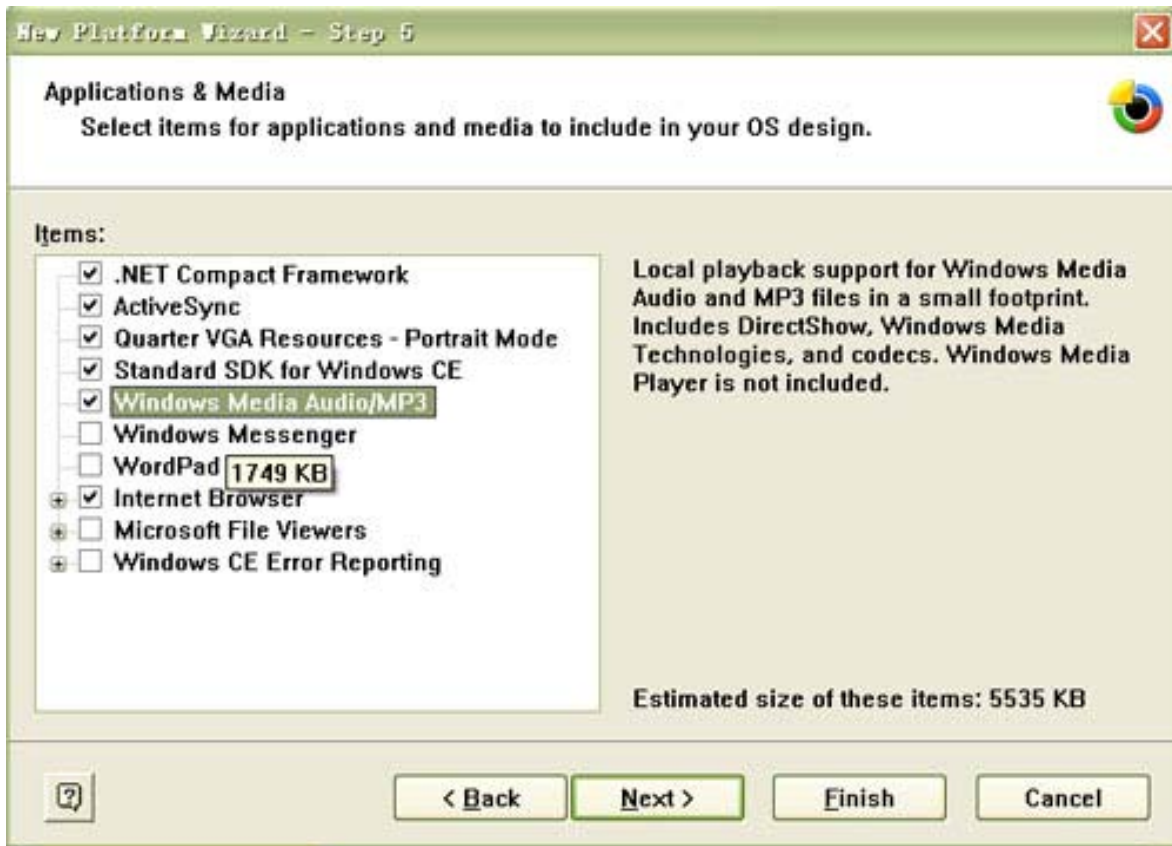 New Platform Wizard - Step 5
Applications & Media
Select items for applications and media to include in your OS design.
Items:
.NET Compact Framework
ActiveSync
Quarter VGA Resources - Portrait Mode
Standard SDK for Windows CE
Windows Media Audio/MP3
Windows Messenger
WordPad
1749 KB
Internet Browser
Microsoft File Viewers
Windows CE Error Reporting
Local playback support for Windows Media
Audio and MP3 files in a small footprint.
Includes DirectShow, Windows Media
Technologies, and codecs. Windows Media
Player is not included.
Estimated size of these items: 5535 KB
?
< Back
Next >
Finish
Cancel